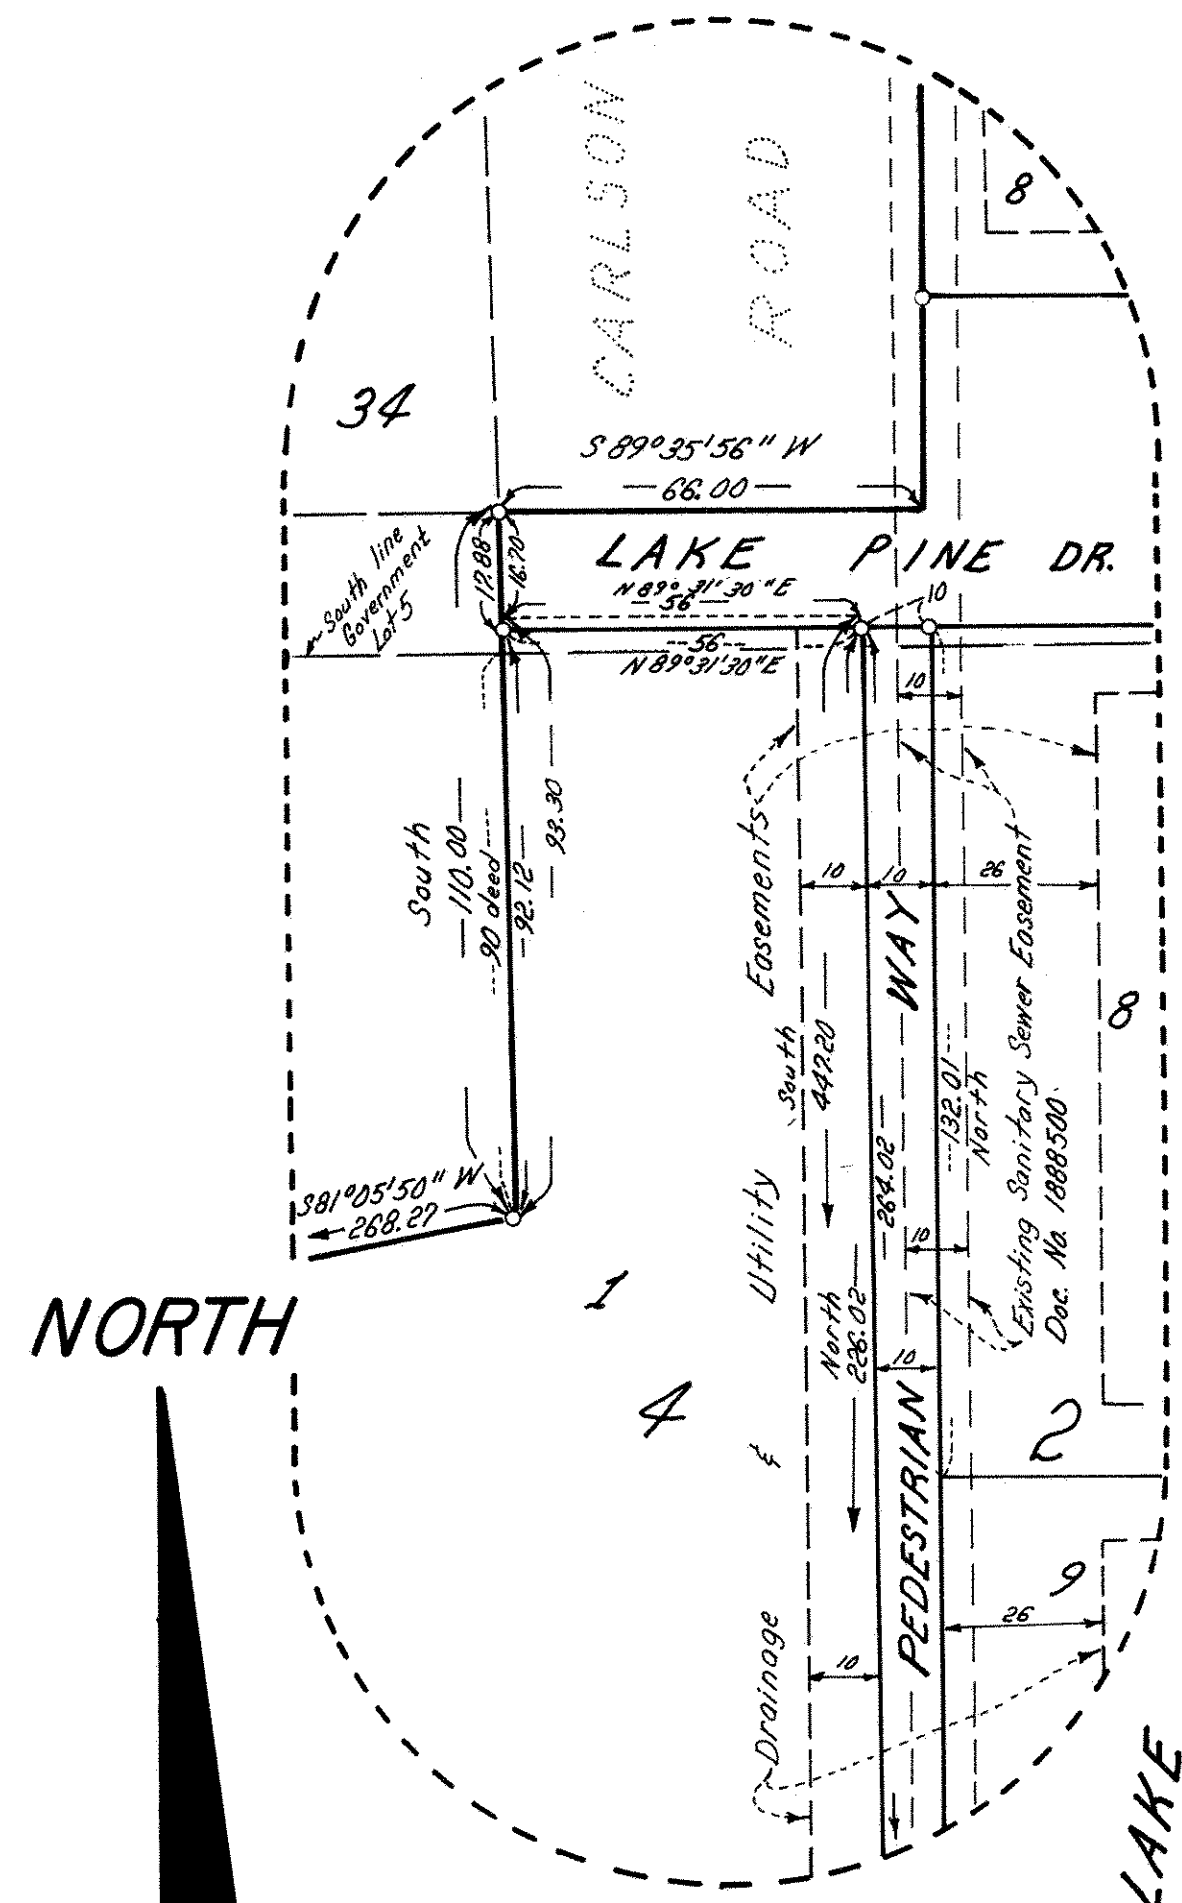 CARLSON
ROAD
8
34
S 89°35'56" W
66.00
~ South line
Government
Lot 5
17.88
16.70
LAKE PINE DR.
N 89° 31' 30" E
56
10
56
N 89°31'30"E
10
South
110.00
90 deed
92.12
93.30
Easements
10
10
26
WAY
South
447.20
132.01
North
Existing Sanitary Sewer Easement
Doc. No. 1888500
8
264.02
S81°05'50" W
268.27
Utility
10
NORTH
1
North
226.02
10
4
&
PEDESTRIAN
2
9
26
10
Drainage
LAKE